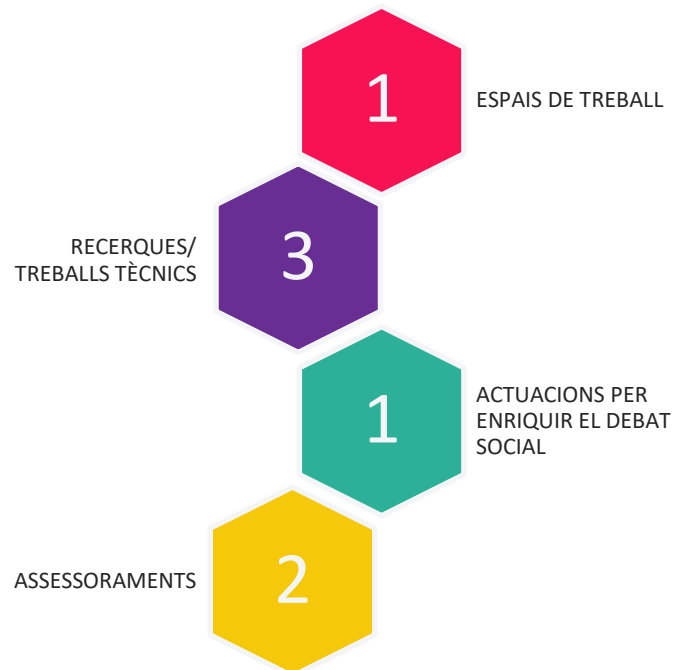 1
ESPAIS DE TREBALL
RECERQUES/
TREBALLS TÈCNICS
3
1
ACTUACIONS PER
ENRIQUIR EL DEBAT
SOCIAL
ASSESSORAMENTS
2